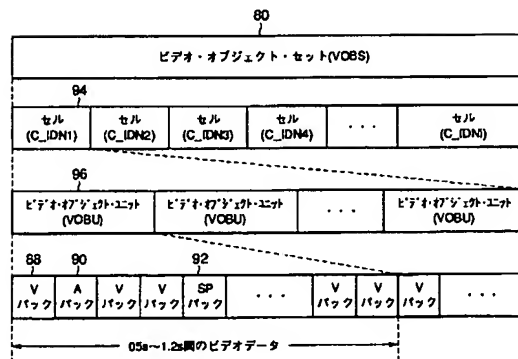 80
ビデオ・オブジェクト・セット(VOBS)
94
セル セル セル セル セル
(C_IDN1) (C_IDN2) (C_IDN3) (C_IDN4) ・・・ (C_IDNi)
96
ビデオ・オブジェクト・ユニット ビデオ・オブジェクト・ユニット ビデオ・オブジェクト・ユニット
(VOBU) (VOBU) ・・・ (VOBU)
88 90 92
V A V V SP V V V
パック パック パック パック パック ・・・ パック パック パック ・・・
05s～1.2s間のビデオデータ